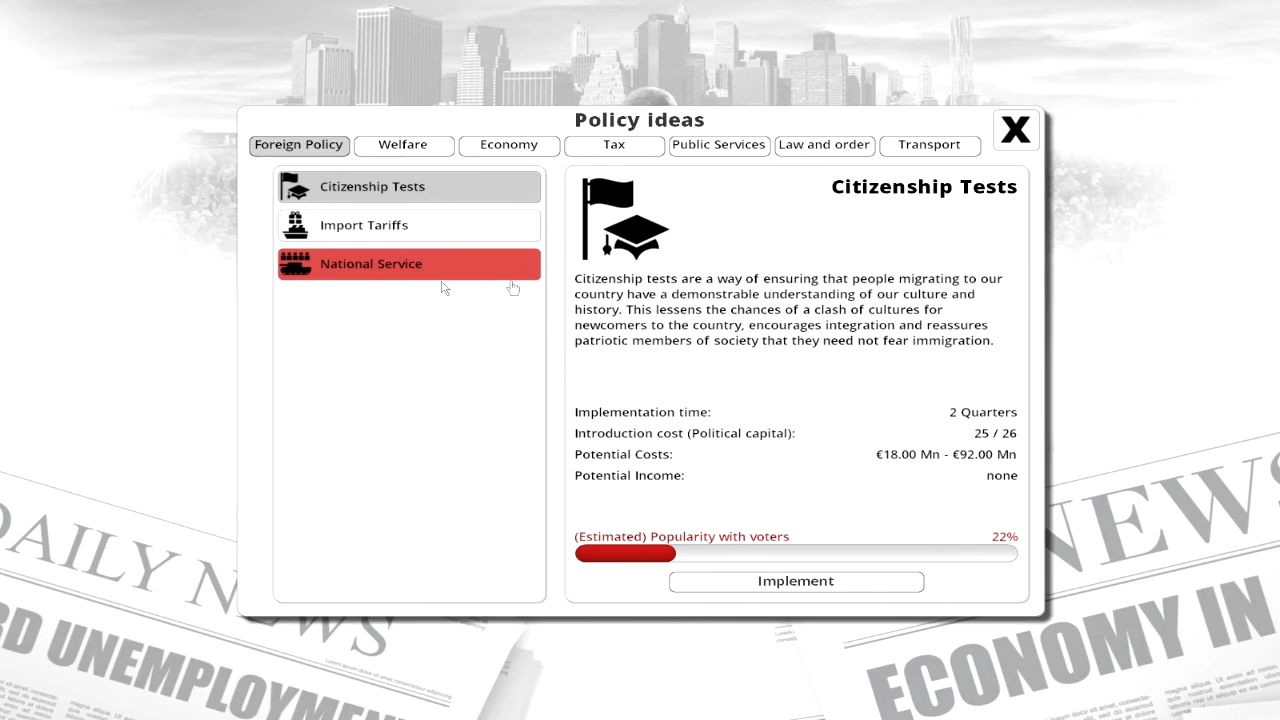 Policy ideas
X
Foreign Policy
Welfare
Economy
Tax
Public Services
Law and order
Transport
Citizenship Tests
Import Tariffs
National Service
Citizenship Tests
Citizenship tests are a way of ensuring that people migrating to our
country have a demonstrable understanding of our culture and
history. This lessens the chances of a clash of cultures for
newcomers to the country, encourages integration and reassures
patriotic members of society that they need not fear immigration.
Implementation time: 2 Quarters
Introduction cost (Political capital): 25 / 26
Potential Costs: €18.00 Mn - €92.00 Mn
Potential Income: none
(Estimated) Popularity with voters 22%
Implement
DAILY NEWS
RD UNEMPLOYMEN
NEWS
ECONOMY IN